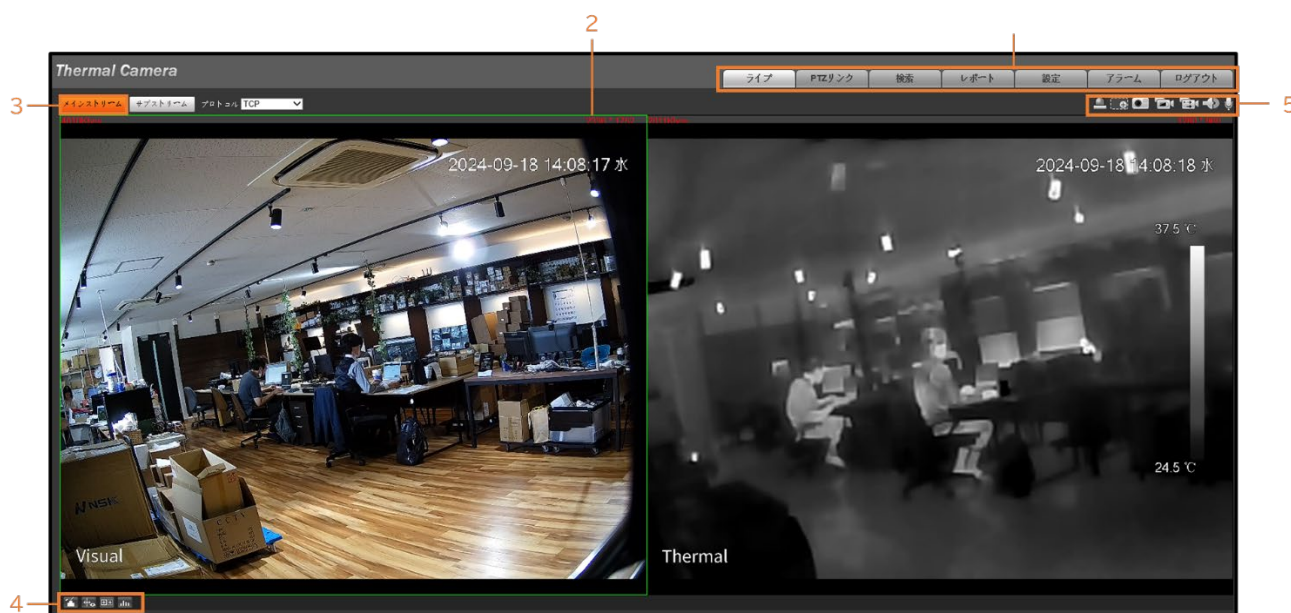 2
Thermal Camera
ライブ PTZリンク 検索 レポート 設定 アラーム ログアウト
3 メインストリーム サブストリーム プロトコル TCP 5
2024-09-18 14:08:17 水
2024-09-18 14:08:18 水
37.5 ℃
24.5 ℃
NSK
Visual
Thermal
4